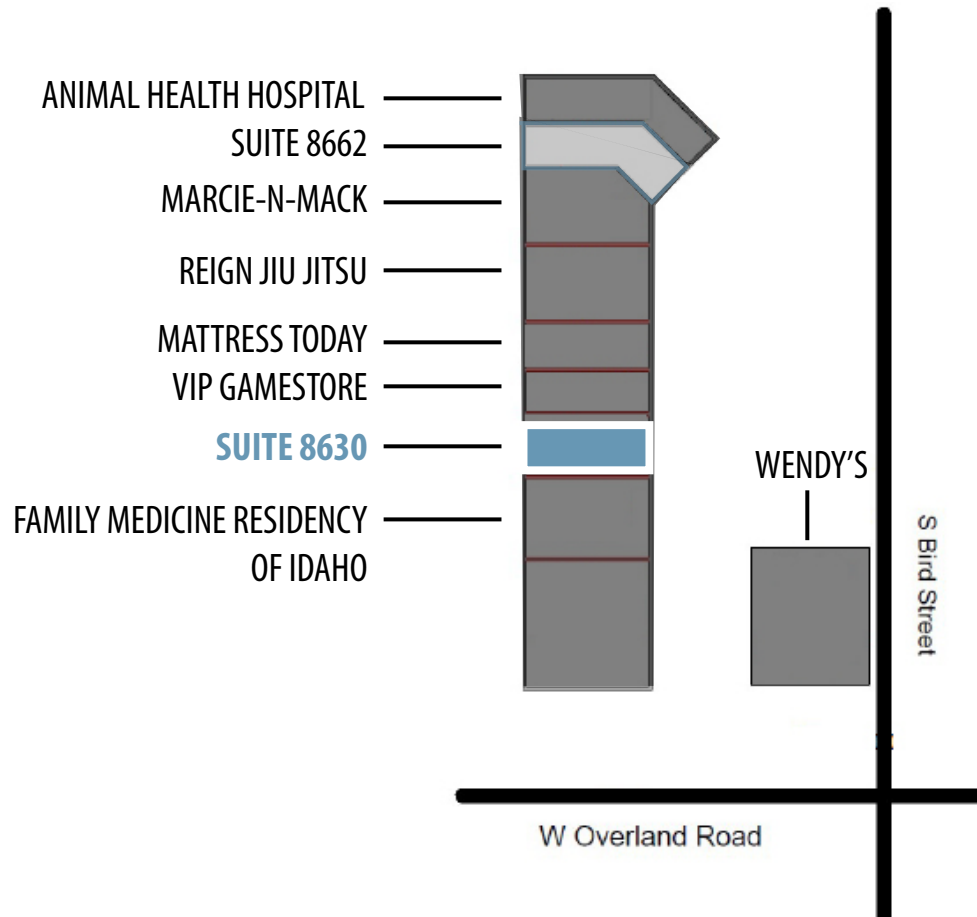 ANIMAL HEALTH HOSPITAL
SUITE 8662
MARCIE-N-MACK
REIGN JIU JITSU
MATTRESS TODAY
VIP GAMESTORE
SUITE 8630
FAMILY MEDICINE RESIDENCY
OF IDAHO
WENDY'S
S Bird Street
W Overland Road